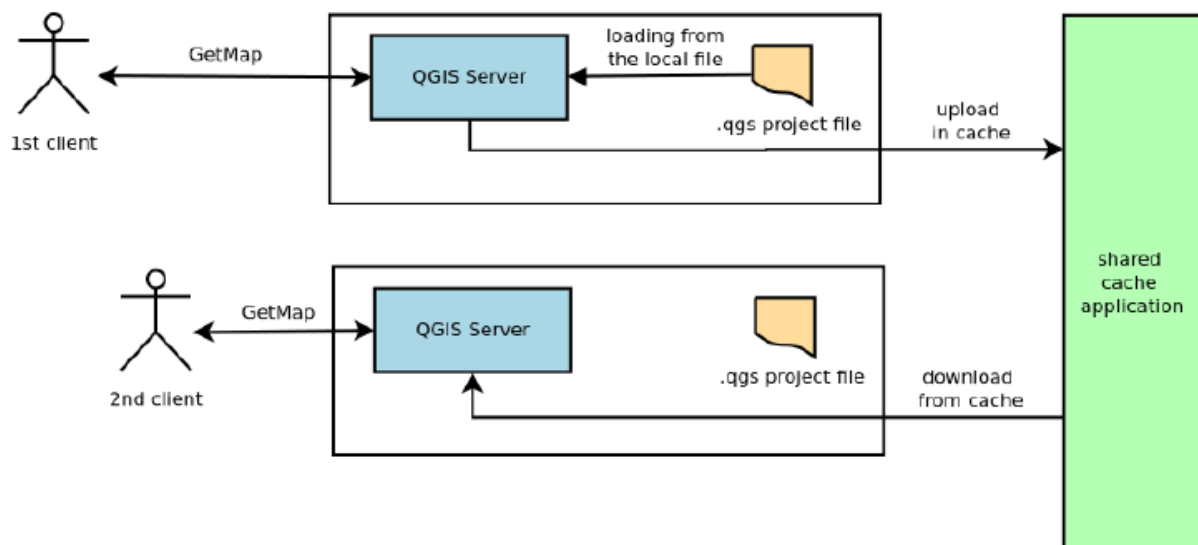 GetMap
QGIS Server
loading from
the local file
.qgs project file
1st client
upload
in cache
shared
cache
application
GetMap
QGIS Server
.qgs project file
2nd client
download
from cache